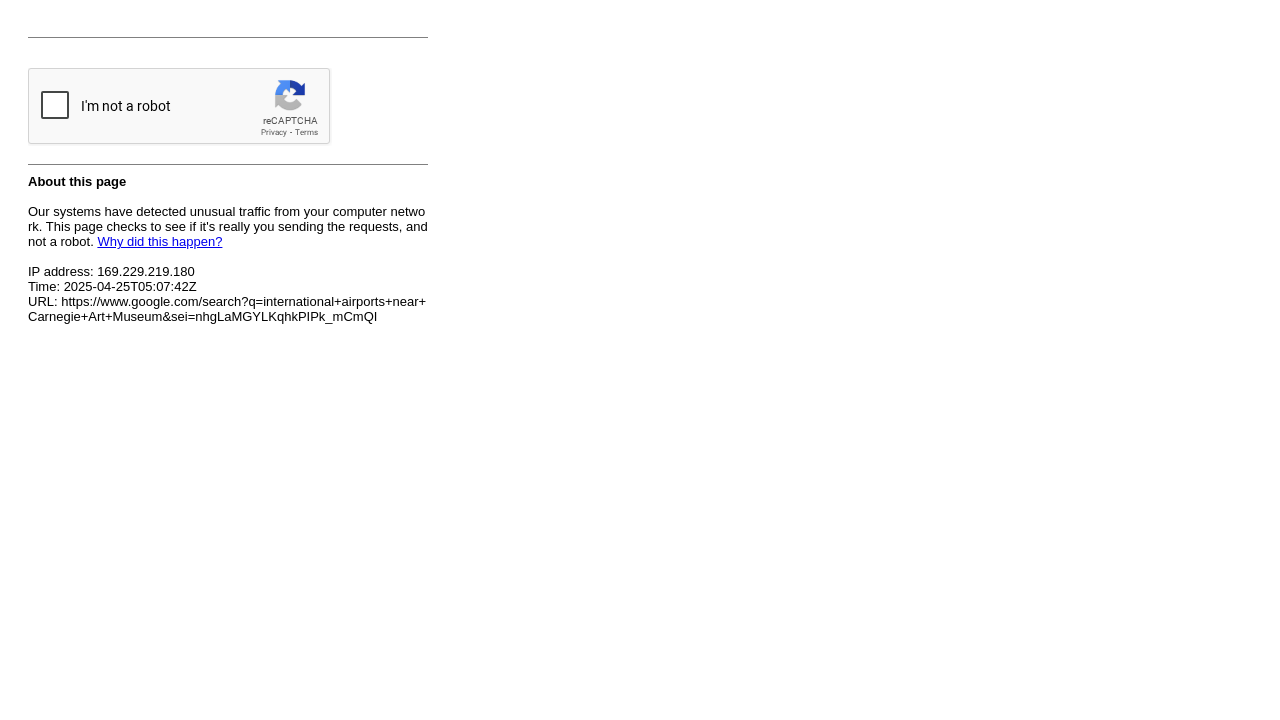 I'm not a robot
reCAPTCHA
Privacy - Terms
About this page
Our systems have detected unusual traffic from your computer netwo
rk. This page checks to see if it's really you sending the requests, and
not a robot. Why did this happen?
IP address: 169.229.219.180
Time: 2025-04-25T05:07:42Z
URL: https://www.google.com/search?q=international+airports+near+
Carnegie+Art+Museum&sei=nhgLaMGYLKqhkPIPk_mCmQI